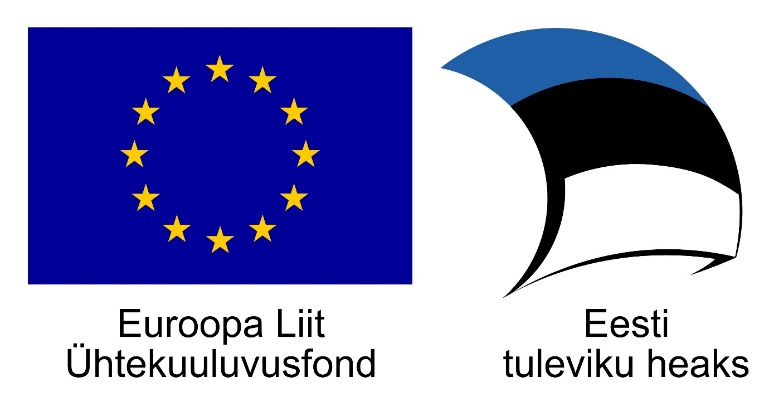 Euroopa Liit
Ühtekuuluvusfond
Eesti
tuleviku heaks